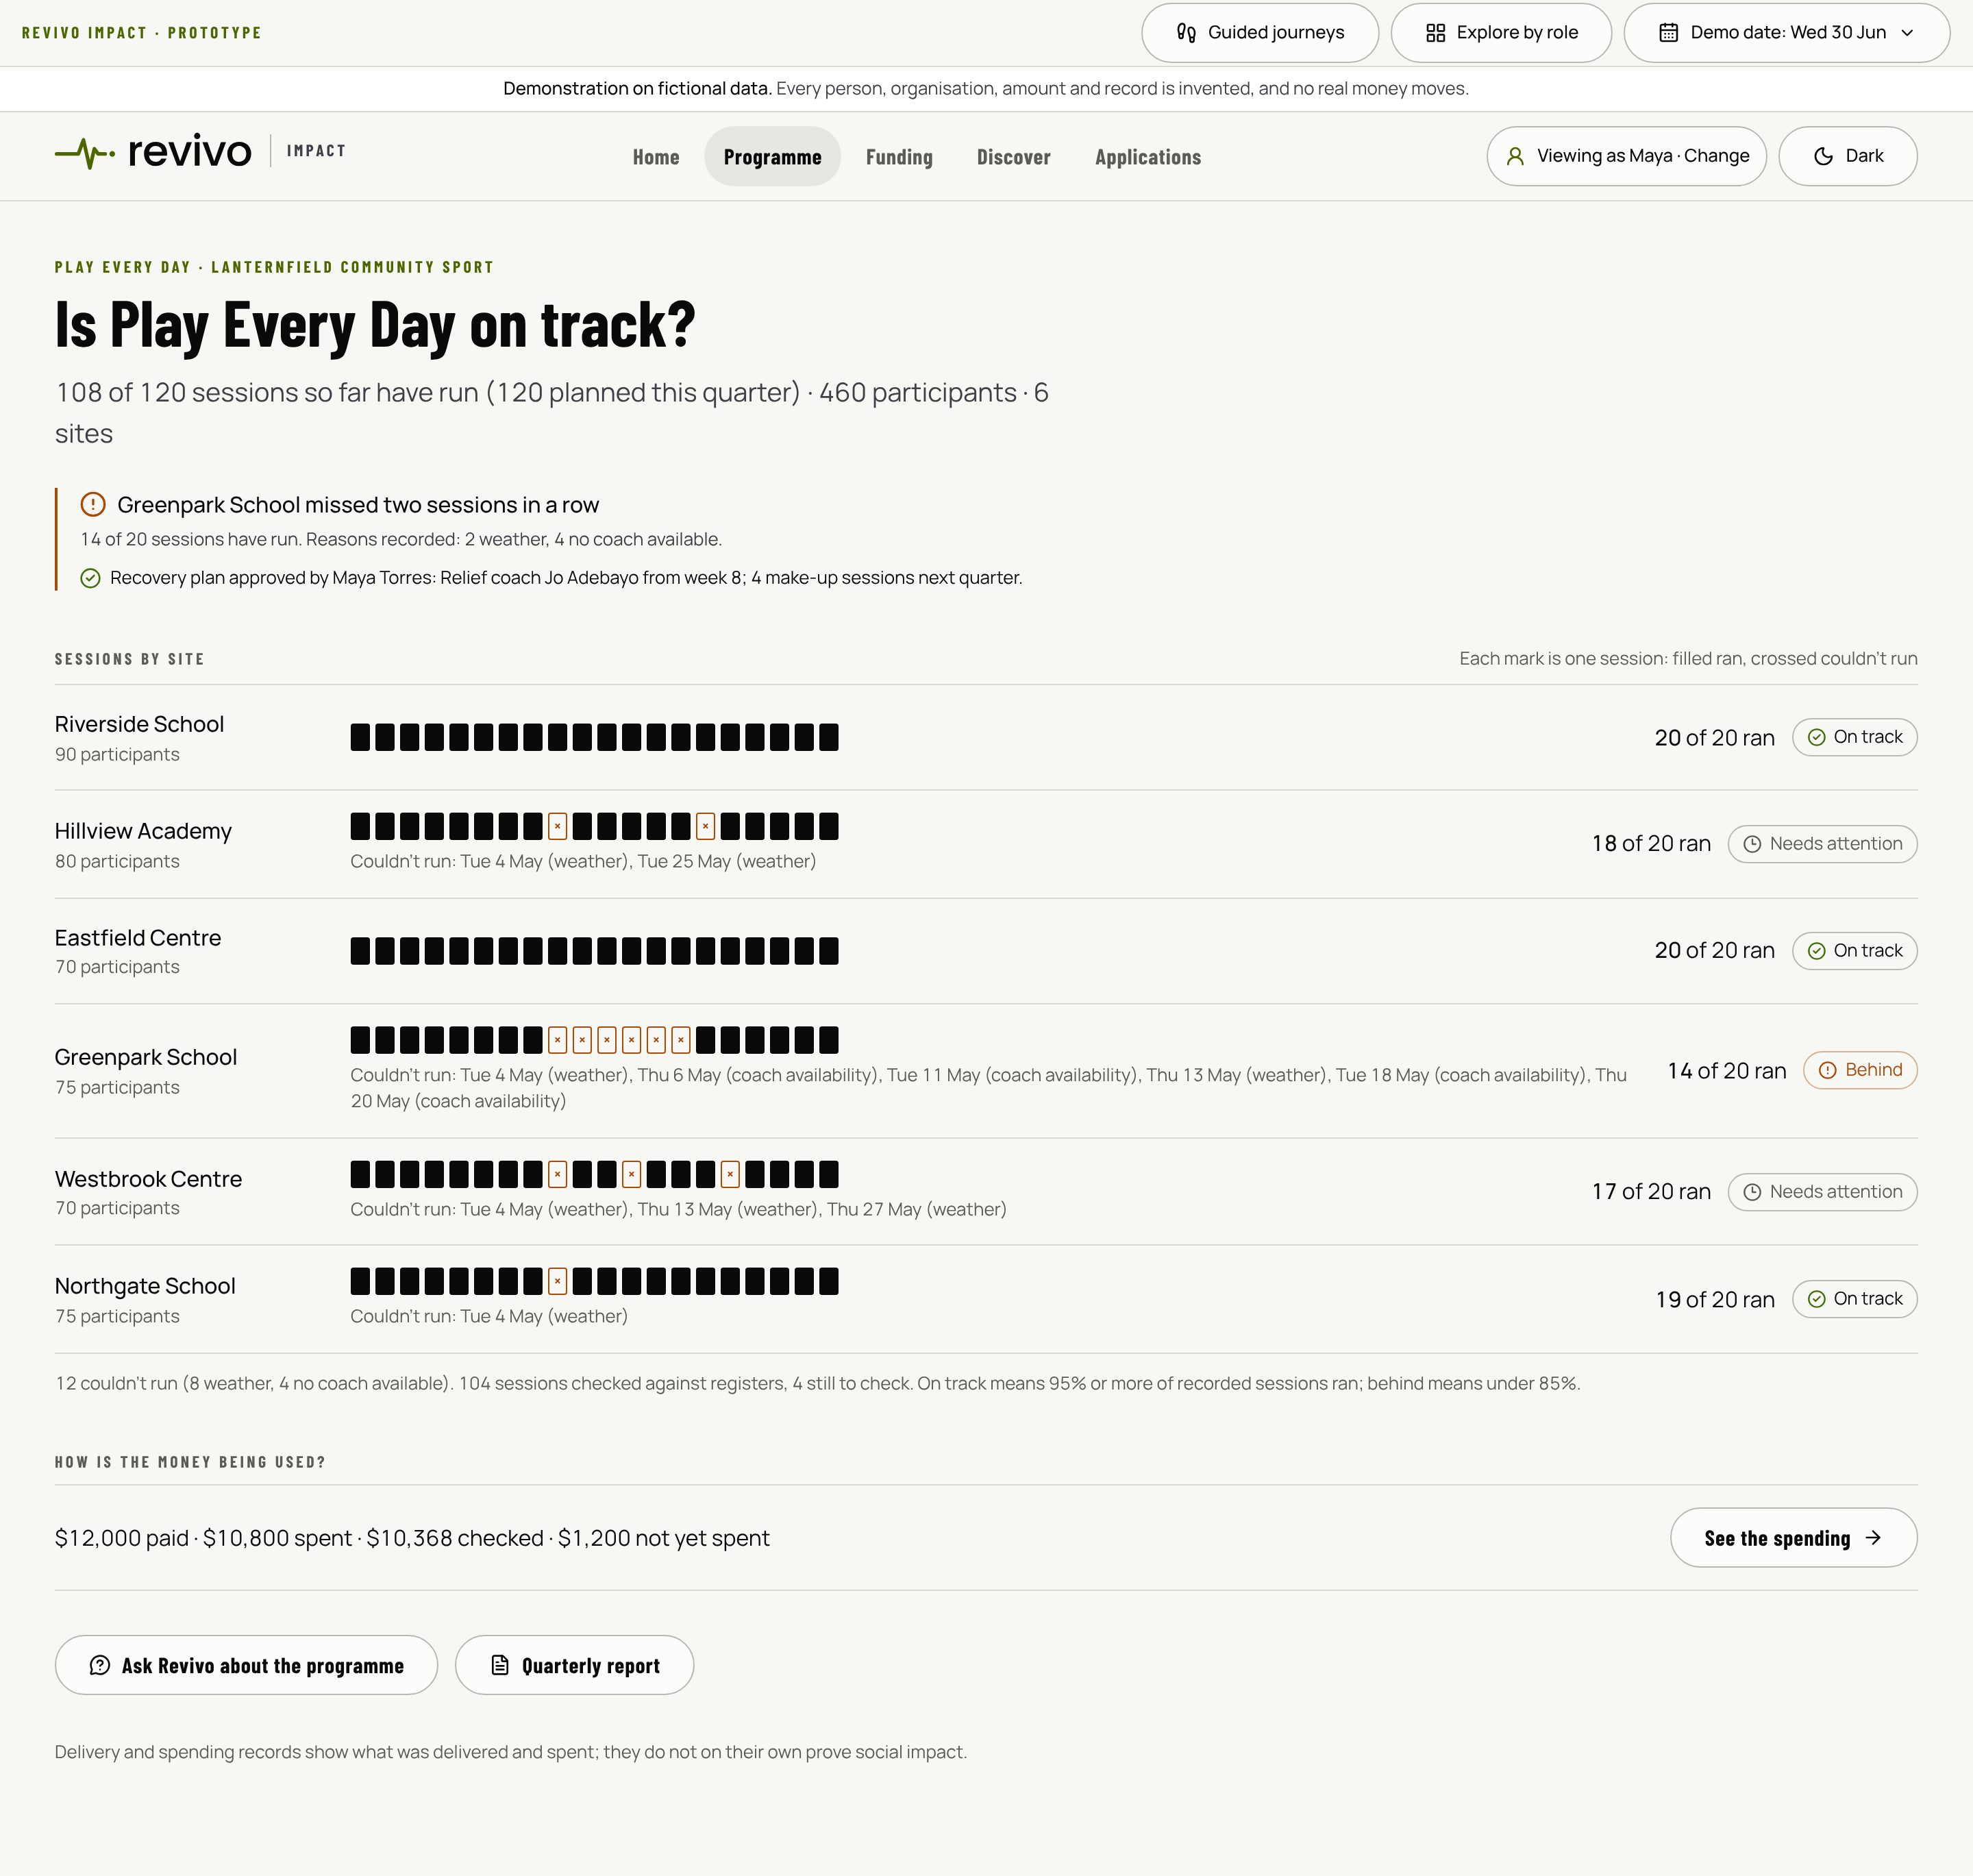 REVIVO IMPACT · PROTOTYPE
Guided journeys
Explore by role
Demo date: Wed 30 Jun
Demonstration on fictional data. Every person, organisation, amount and record is invented, and no real money moves.
revivo
IMPACT
Home
Programme
Funding
Discover
Applications
Viewing as Maya · Change
Dark
PLAY EVERY DAY · LANTERNFIELD COMMUNITY SPORT
Is Play Every Day on track?
108 of 120 sessions so far have run (120 planned this quarter) · 460 participants · 6
sites
Greenpark School missed two sessions in a row
14 of 20 sessions have run. Reasons recorded: 2 weather, 4 no coach available.
Recovery plan approved by Maya Torres: Relief coach Jo Adebayo from week 8; 4 make-up sessions next quarter.
SESSIONS BY SITE
Each mark is one session: filled ran, crossed couldn't run
Riverside School
90 participants
20 of 20 ran
On track
Hillview Academy
80 participants
Couldn't run: Tue 4 May (weather), Tue 25 May (weather)
18 of 20 ran
Needs attention
Eastfield Centre
70 participants
20 of 20 ran
On track
Greenpark School
75 participants
Couldn't run: Tue 4 May (weather), Thu 6 May (coach availability), Tue 11 May (coach availability), Thu 13 May (weather), Tue 18 May (coach availability), Thu
20 May (coach availability)
14 of 20 ran
Behind
Westbrook Centre
70 participants
Couldn't run: Tue 4 May (weather), Thu 13 May (weather), Thu 27 May (weather)
17 of 20 ran
Needs attention
Northgate School
75 participants
Couldn't run: Tue 4 May (weather)
19 of 20 ran
On track
12 couldn't run (8 weather, 4 no coach available). 104 sessions checked against registers, 4 still to check. On track means 95% or more of recorded sessions ran; behind means under 85%.
HOW IS THE MONEY BEING USED?
$12,000 paid · $10,800 spent · $10,368 checked · $1,200 not yet spent
See the spending
Ask Revivo about the programme
Quarterly report
Delivery and spending records show what was delivered and spent; they do not on their own prove social impact.